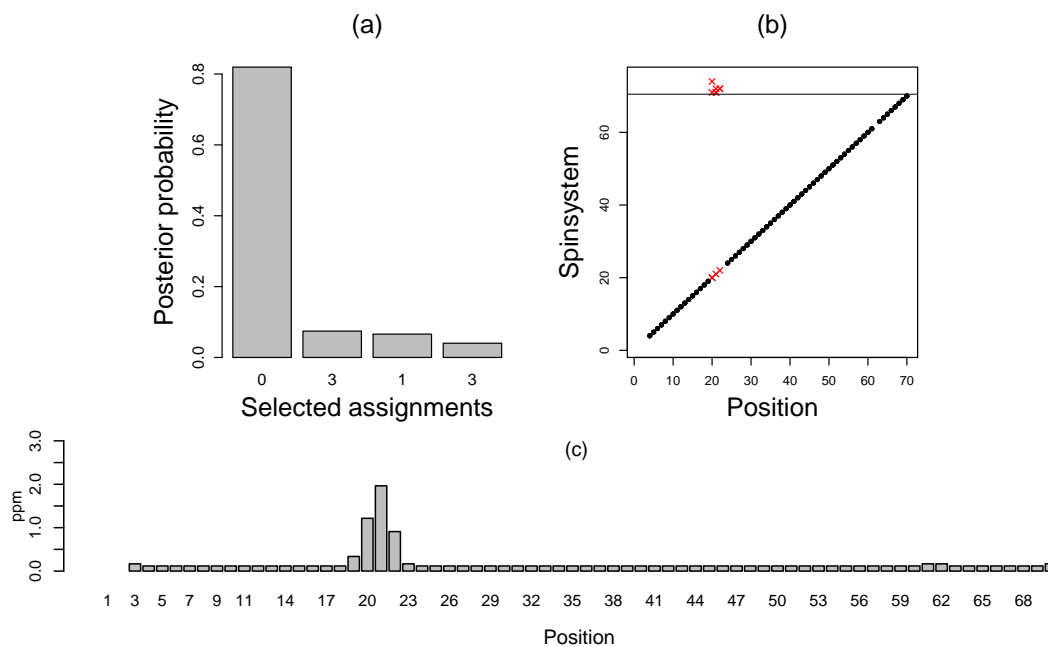 (a)
Posterior probability
0.0 0.2 0.4 0.6 0.8
0 3 1 3
Selected assignments
(b)
Spinsystem
0 20 40 60
0 10 20 30 40 50 60 70
Position
(c)
ppm
0.0 1.0 2.0 3.0
1 3 5 7 9 11 14 17 20 23 26 29 32 35 38 41 44 47 50 53 56 59 62 65 68
Position